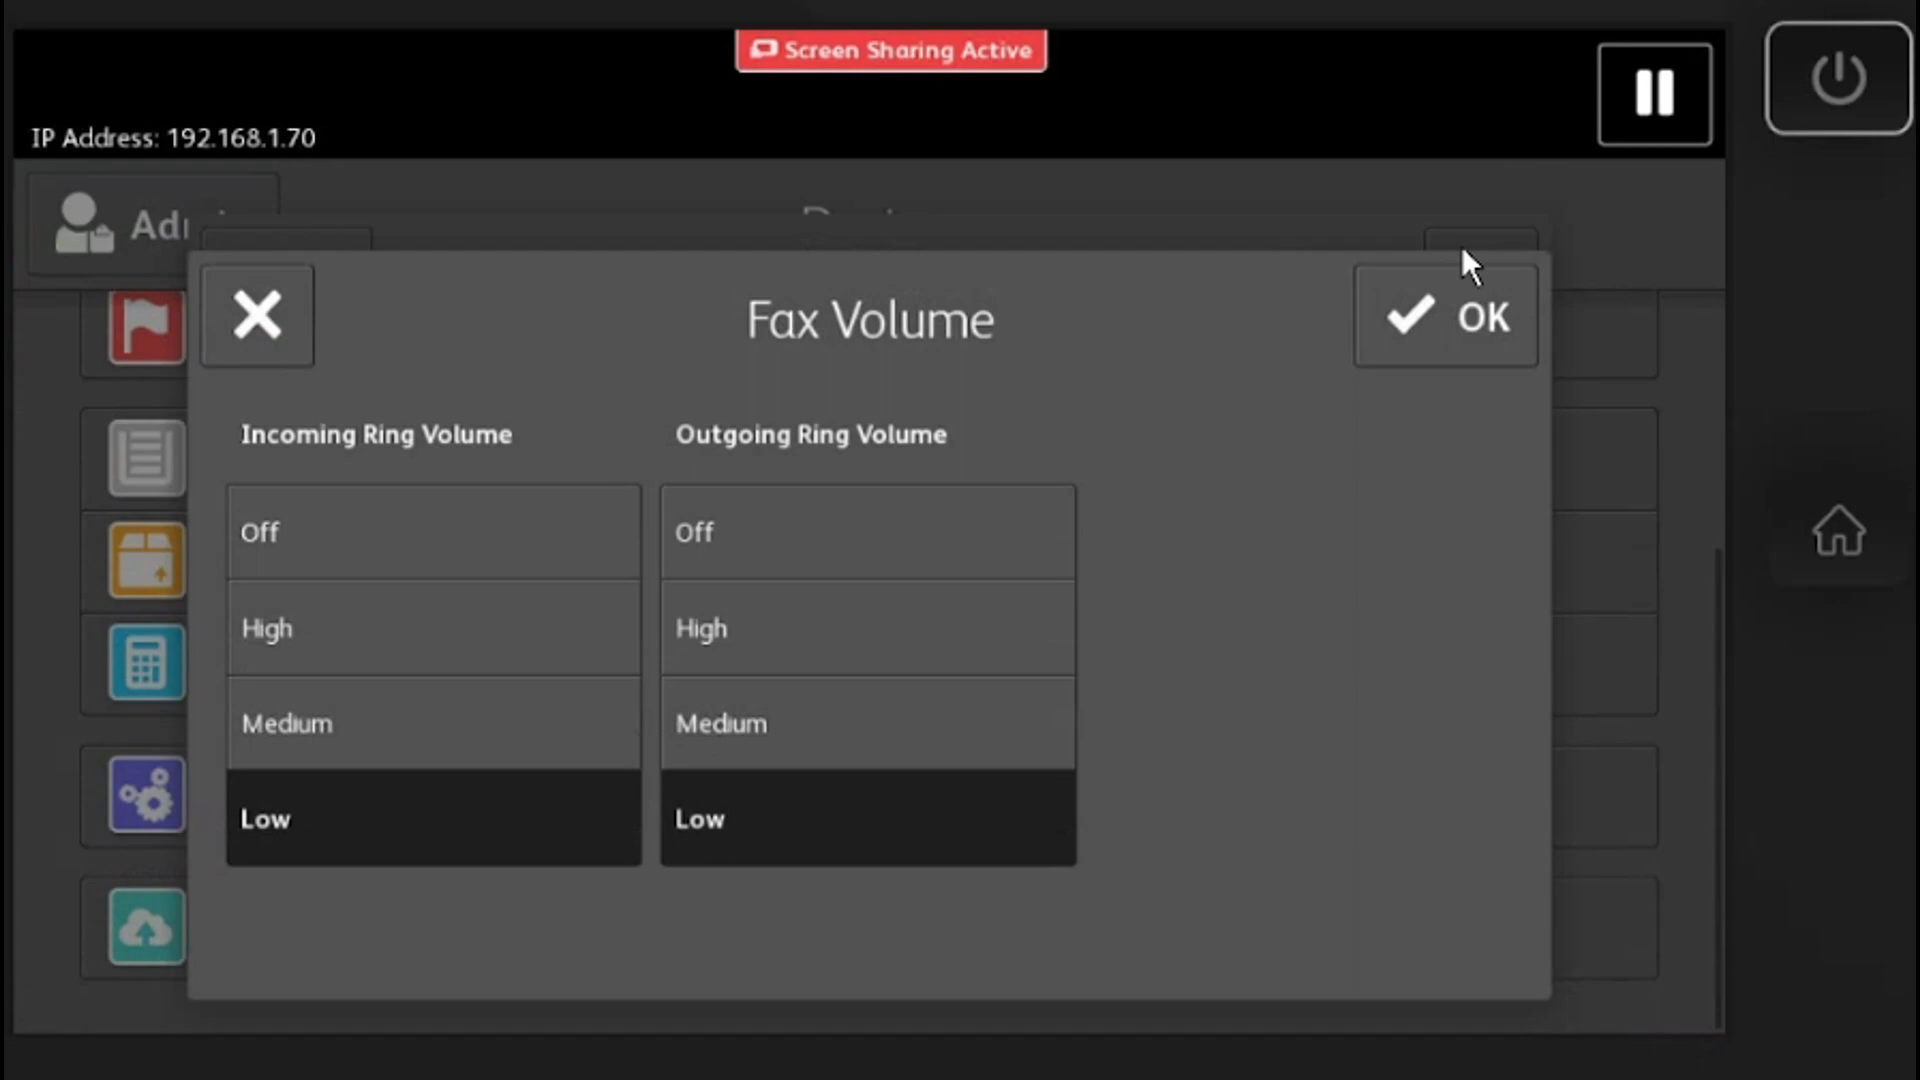 Screen Sharing Active
IP Address: 192.168.1.70
Fax Volume
OK
Incoming Ring Volume
Outgoing Ring Volume
Off
Off
High
High
Medium
Medium
Low
Low